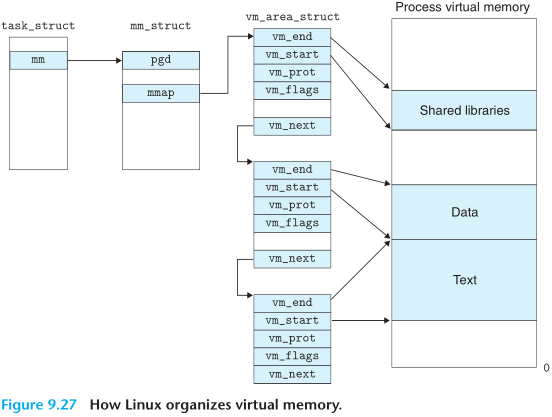 Process virtual memory
task_struct
mm_struct
vm_area_struct
mm
pgd
mmap
vm_end
vm_start
vm_prot
vm_flags
vm_next
vm_end
vm_start
vm_prot
vm_flags
vm_next
vm_end
vm_start
vm_prot
vm_flags
vm_next
Shared libraries
Data
Text
0
Figure 9.27 How Linux organizes virtual memory.